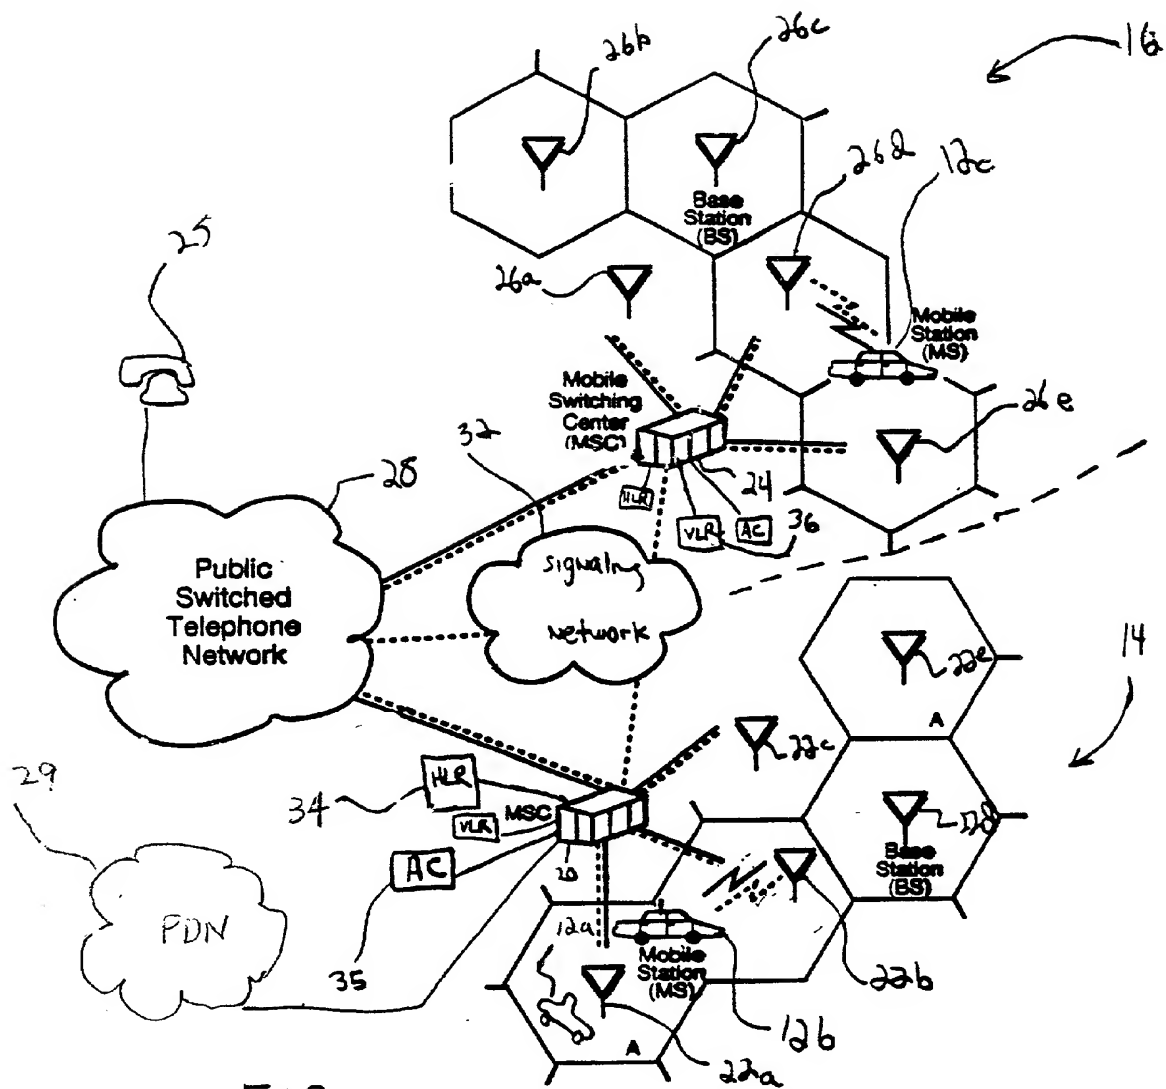 26b
26c
16
26d
12c
Base
Station
(BS)
25
26a
Mobile
Station
(MS)
Mobile
Switching
Center
(MSC)
26e
32
28
24
HLR
VLR
AC
36
Public
Switched
Telephone
Network
Signaling
Network
14
22e
A
22c
29
HLR
34
MSC
VLR
22d
Base
Station
(BS)
AC
20
PDN
12a
35
Mobile
Station
(MS)
22b
12b
A
22a